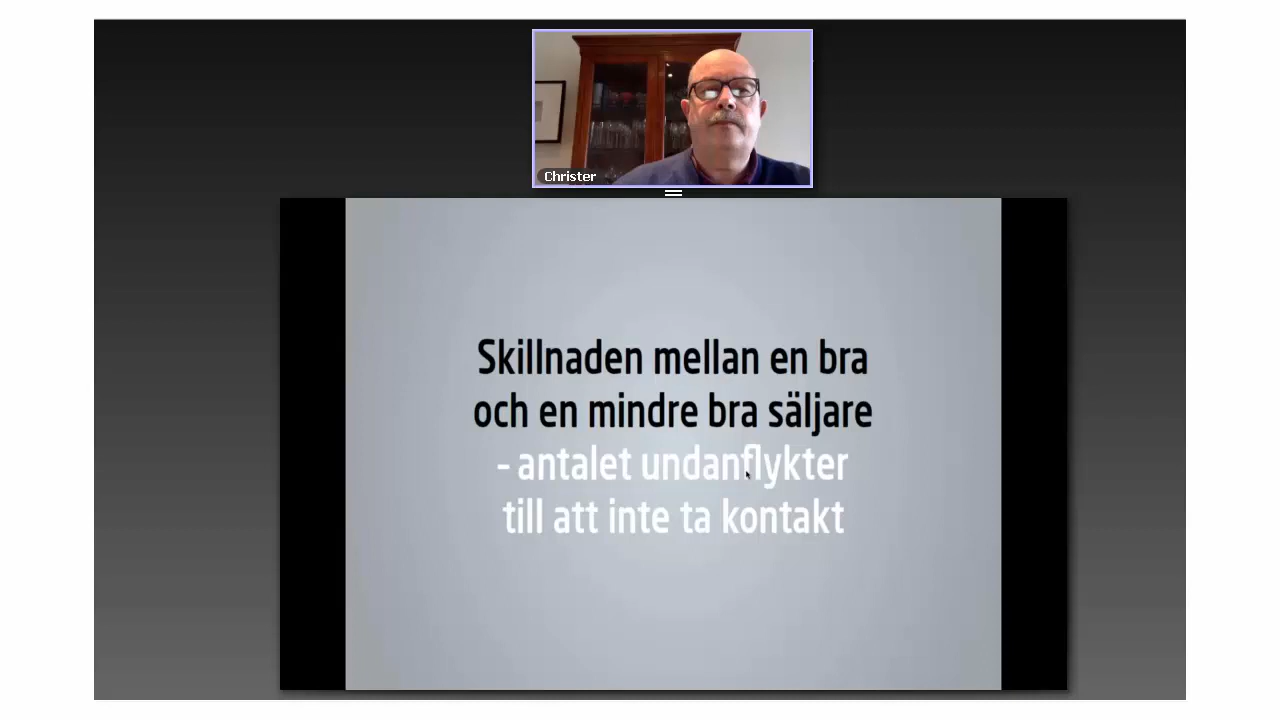 Christer
Skillnaden mellan en bra
och en mindre bra säljare
- antalet undanflykter
till att inte ta kontakt